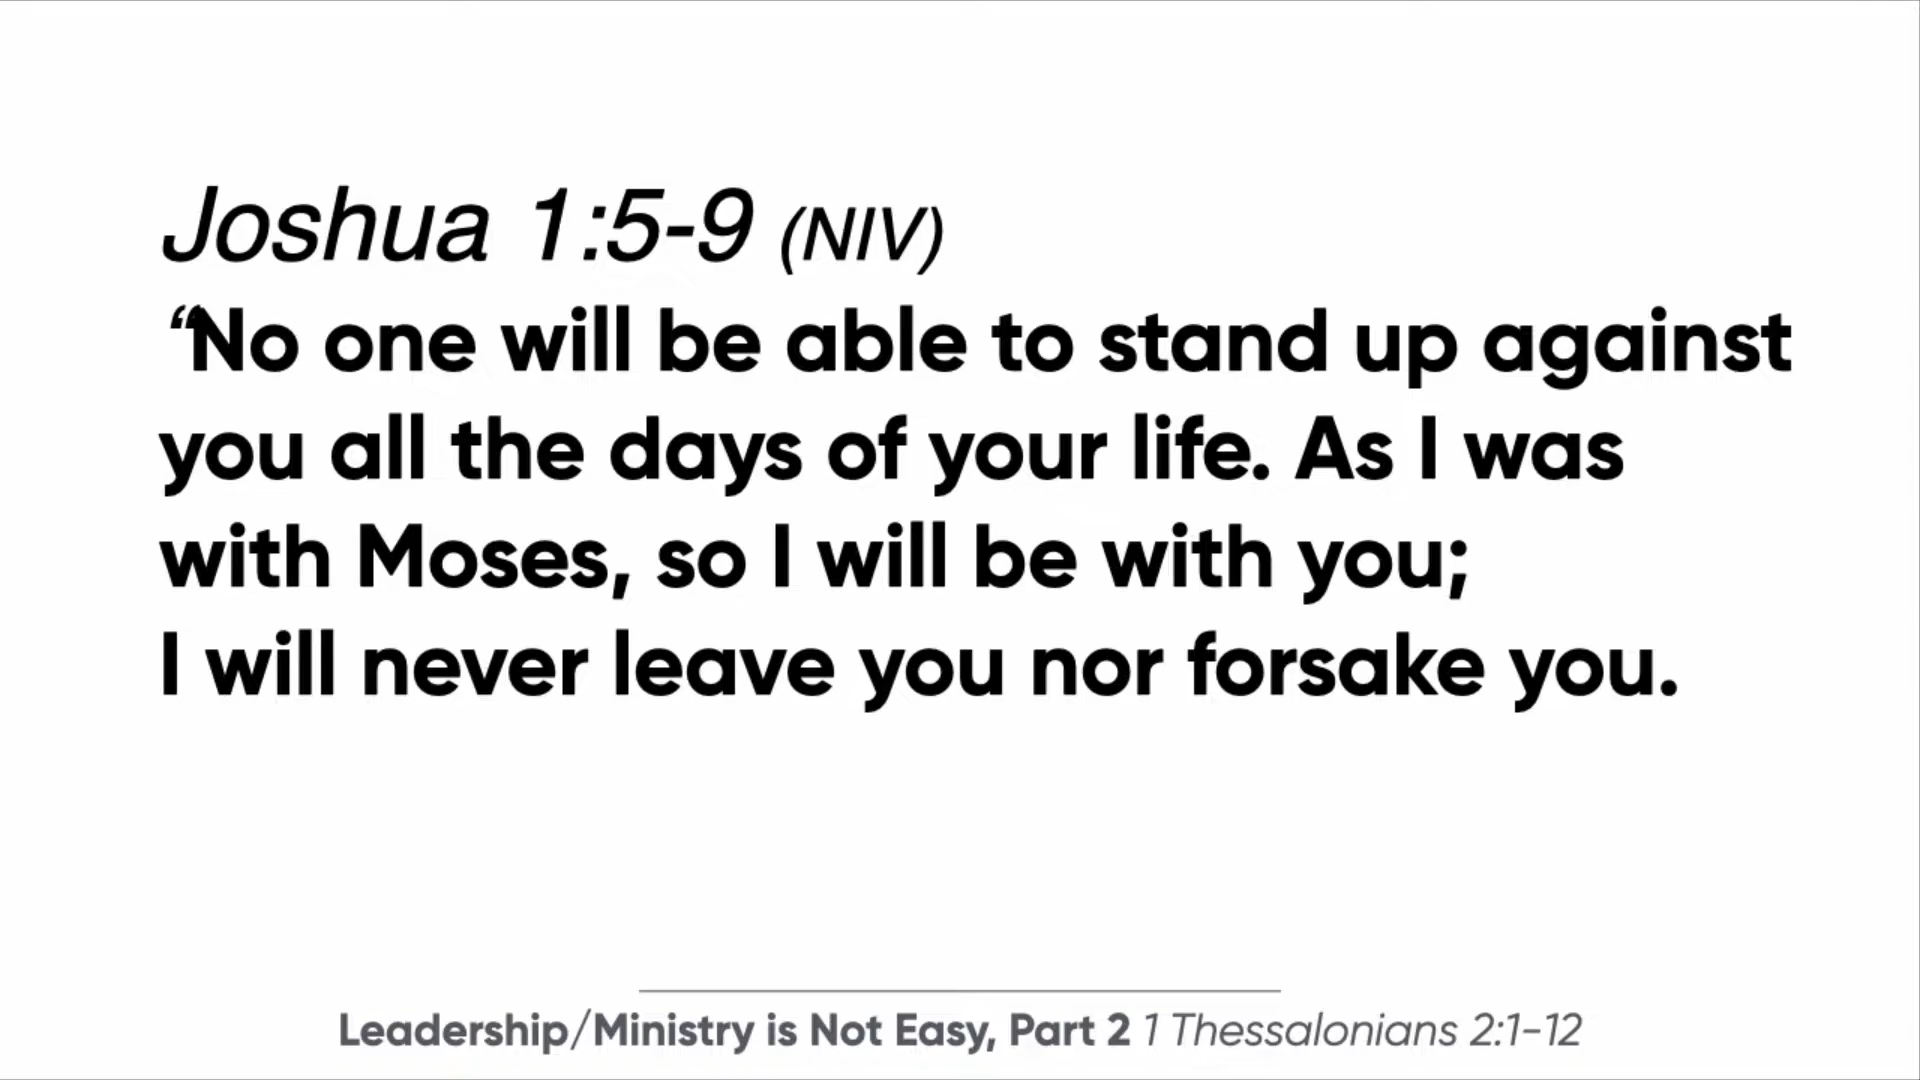 Joshua 1:5-9 (NIV)
“No one will be able to stand up against
you all the days of your life. As I was
with Moses, so I will be with you;
I will never leave you nor forsake you.
Leadership/Ministry is Not Easy, Part 2 1 Thessalonians 2:1–12